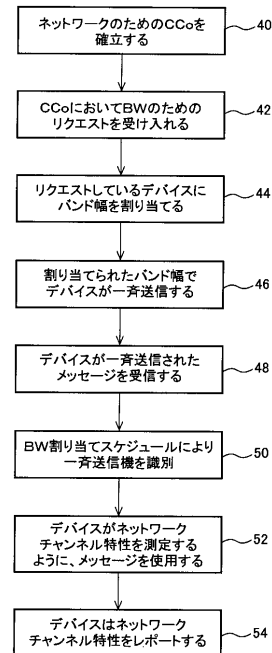 ネットワークのためのCCoを
確立する
40
CCoにおいてBWのための
リクエストを受け入れる
42
リクエストしているデバイスに
バンド幅を割り当てる
44
割り当てられたバンド幅で
デバイスが一斉送信する
46
デバイスが一斉送信された
メッセージを受信する
48
BW割り当てスケジュールにより
一斉送信機を識別
50
デバイスがネットワーク
チャンネル特性を測定する
ように、メッセージを使用する
52
デバイスはネットワーク
チャンネル特性をレポートする
54